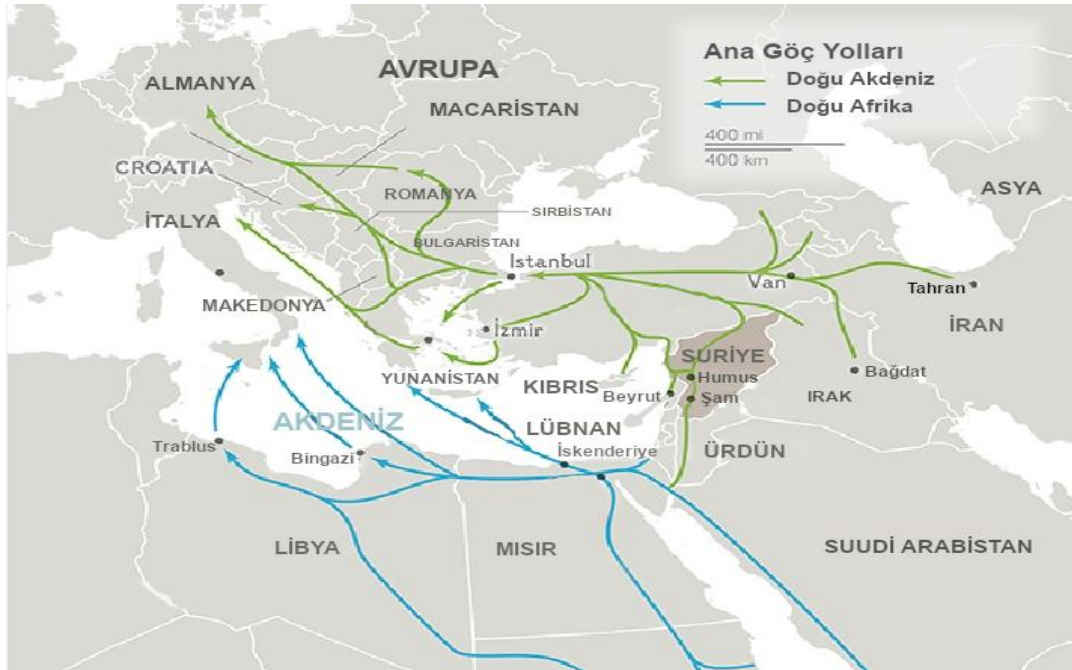 Ana Göç Yolları
Doğu Akdeniz
Doğu Afrika
400 mi
400 km
AVRUPA
ALMANYA
MACARİSTAN
CROATIA
ASYA
ROMANYA
SIRBİSTAN
İTALYA
BULGARİSTAN
İstanbul
Van
Tahran
MAKEDONYA
İzmir
İRAN
SURİYE
YUNANİSTAN
KIBRIS
Humus
Bağdat
Beyrut
Şam
IRAK
AKDENİZ
LÜBNAN
Trablus
Bingazi
İskenderiye
ÜRDÜN
LİBYA
MISIR
SUUDİ ARABİSTAN